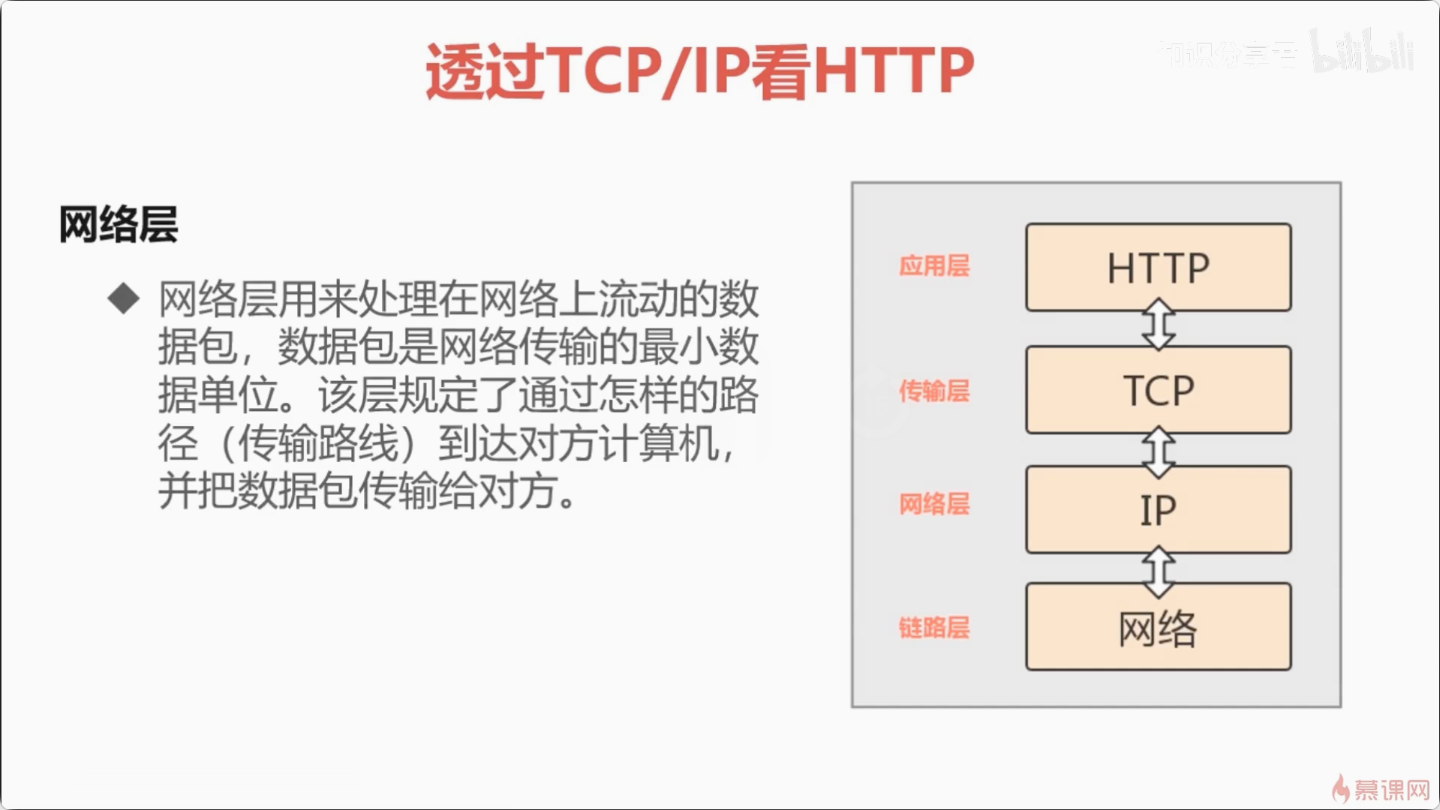 透过TCP/IP看HTTP
bilibili
网络层
◆ 网络层用来处理在网络上流动的数
据包，数据包是网络传输的最小数
据单位。该层规定了通过怎样的路
径（传输路线）到达对方计算机，
并把数据包传输给对方。
应用层
HTTP
传输层
TCP
网络层
IP
链路层
网络
慕课网